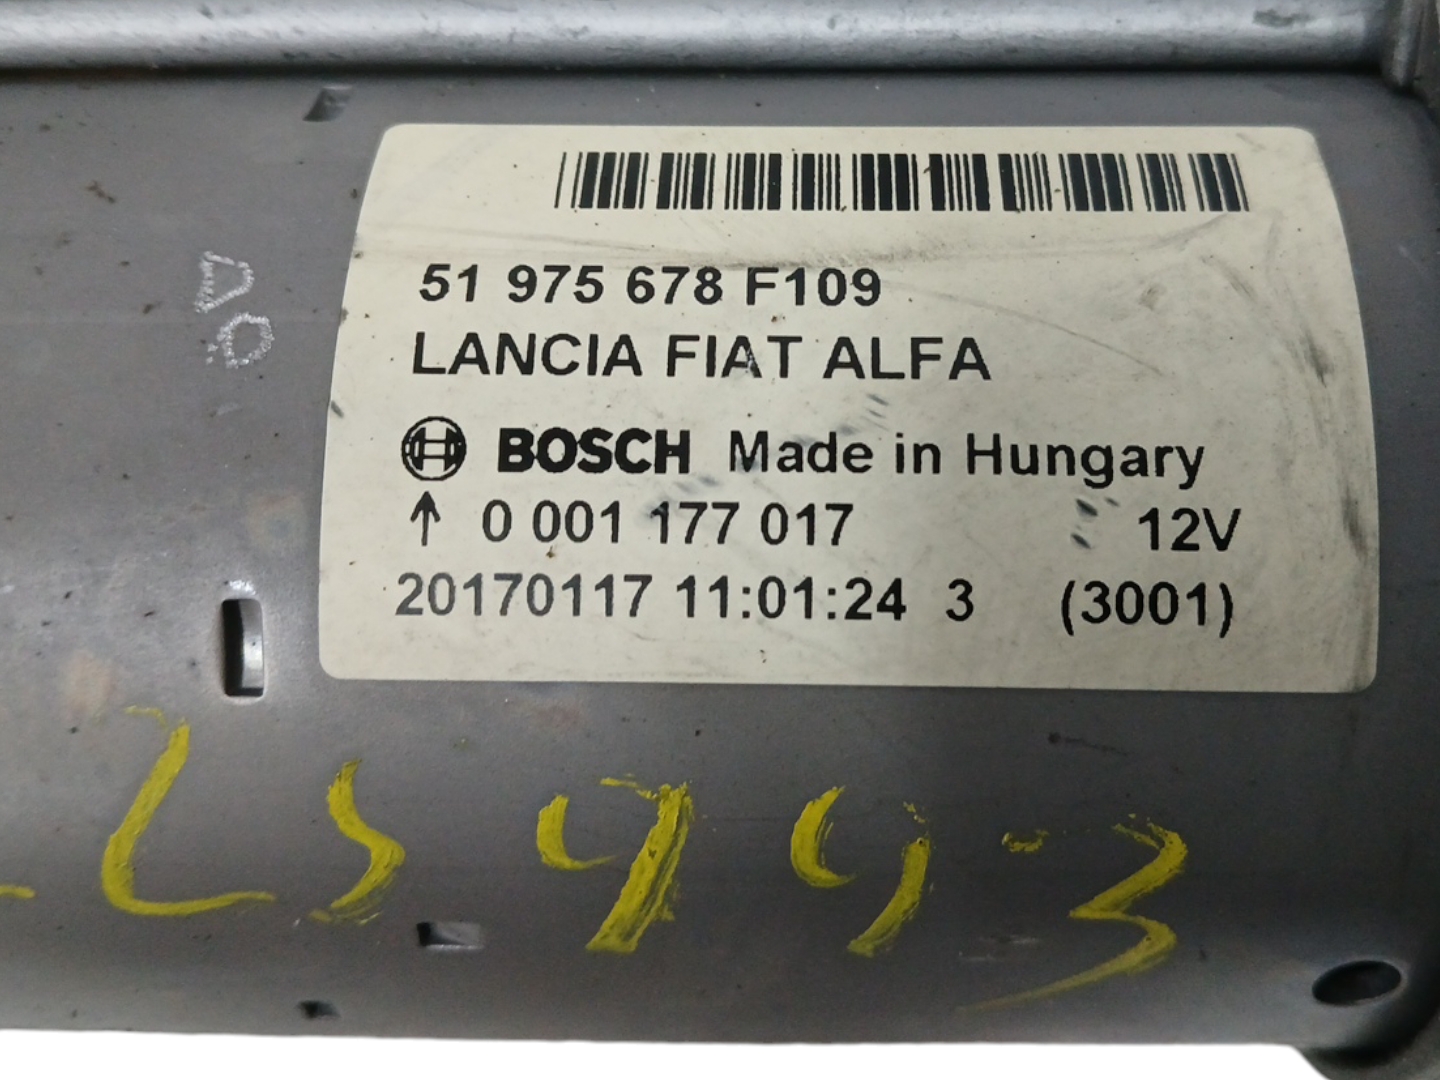 51 975 678 F109
LANCIA FIAT ALFA
BOSCH Made in Hungary
↑ 0 001 177 017 12V
20170117 11:01:24 3 (3001)